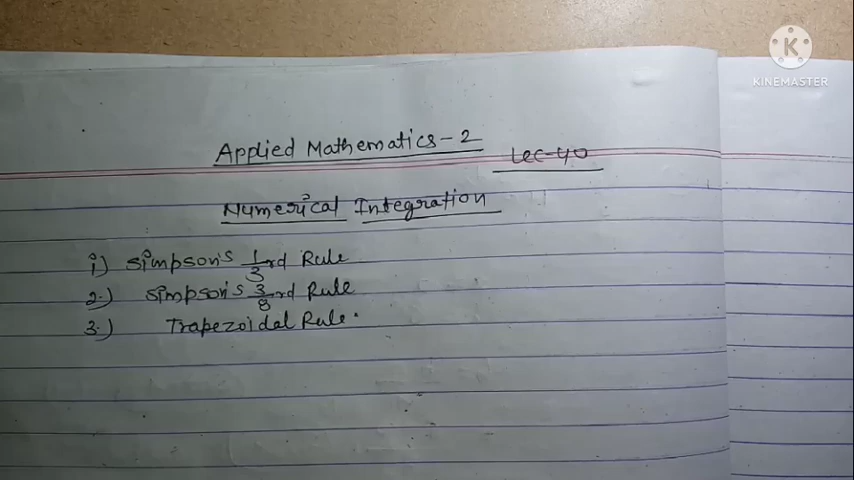 K
KINEMASTER
Applied Mathematics-2
Lec-40
Numerical Integration
i) Simpson's 1/3rd Rule
2.) Simpson's 3/8rd Rule
3.) Trapezoidal Rule.